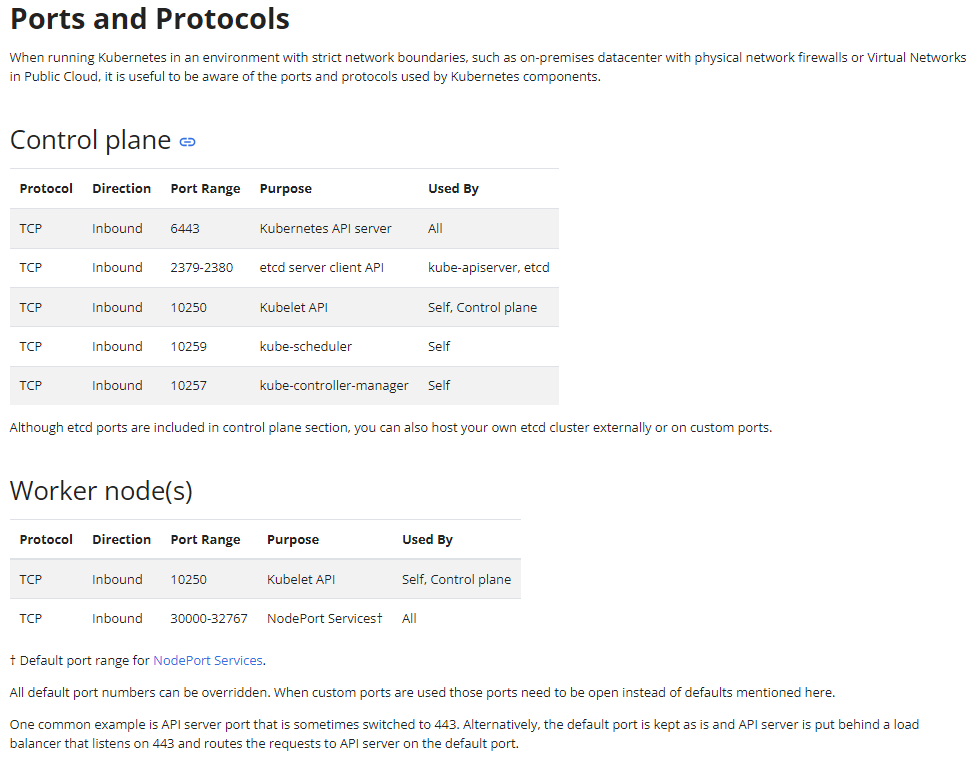 Ports and Protocols
When running Kubernetes in an environment with strict network boundaries, such as on-premises datacenter with physical network firewalls or Virtual Networks
in Public Cloud, it is useful to be aware of the ports and protocols used by Kubernetes components.
Control plane
Protocol Direction Port Range Purpose Used By
TCP Inbound 6443 Kubernetes API server All
TCP Inbound 2379-2380 etcd server client API kube-apiserver, etcd
TCP Inbound 10250 Kubelet API Self, Control plane
TCP Inbound 10259 kube-scheduler Self
TCP Inbound 10257 kube-controller-manager Self
Although etcd ports are included in control plane section, you can also host your own etcd cluster externally or on custom ports.
Worker node(s)
Protocol Direction Port Range Purpose Used By
TCP Inbound 10250 Kubelet API Self, Control plane
TCP Inbound 30000-32767 NodePort Services† All
† Default port range for NodePort Services.
All default port numbers can be overridden. When custom ports are used those ports need to be open instead of defaults mentioned here.
One common example is API server port that is sometimes switched to 443. Alternatively, the default port is kept as is and API server is put behind a load
balancer that listens on 443 and routes the requests to API server on the default port.